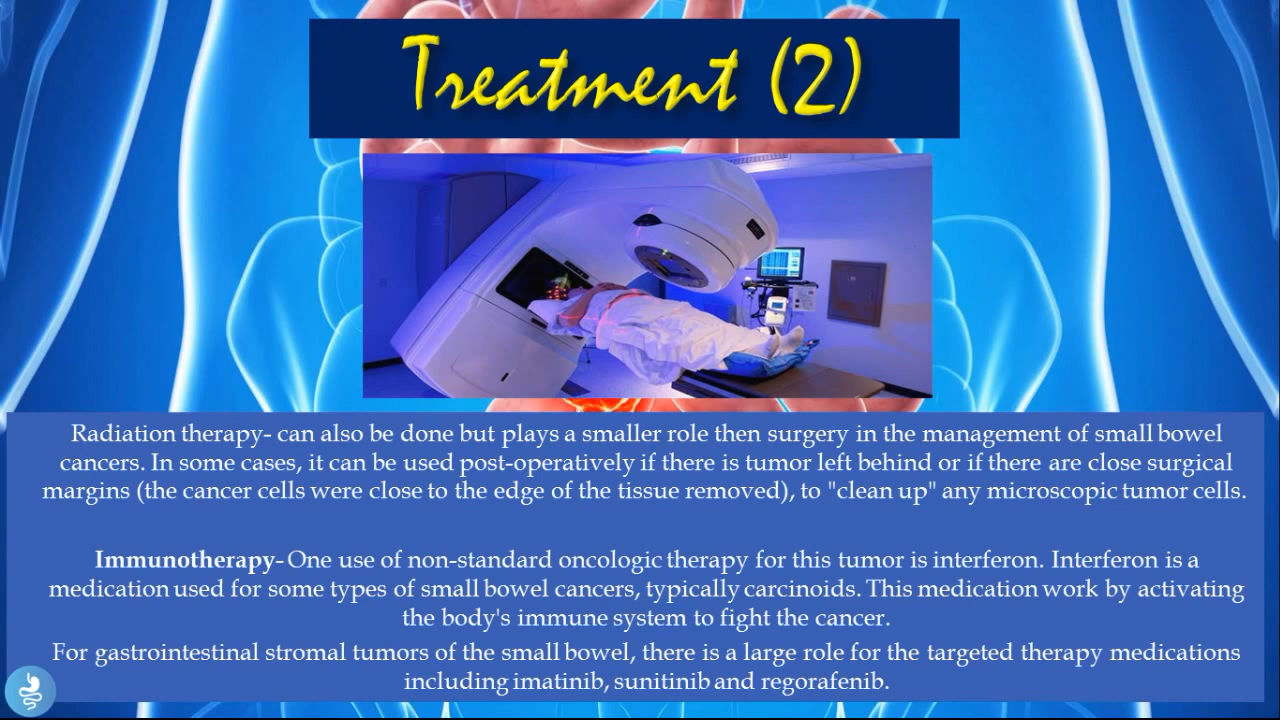 Treatment (2)
Radiation therapy- can also be done but plays a smaller role then surgery in the management of small bowel
cancers. In some cases, it can be used post-operatively if there is tumor left behind or if there are close surgical
margins (the cancer cells were close to the edge of the tissue removed), to "clean up" any microscopic tumor cells.
Immunotherapy- One use of non-standard oncologic therapy for this tumor is interferon. Interferon is a
medication used for some types of small bowel cancers, typically carcinoids. This medication work by activating
the body's immune system to fight the cancer.
For gastrointestinal stromal tumors of the small bowel, there is a large role for the targeted therapy medications
including imatinib, sunitinib and regorafenib.